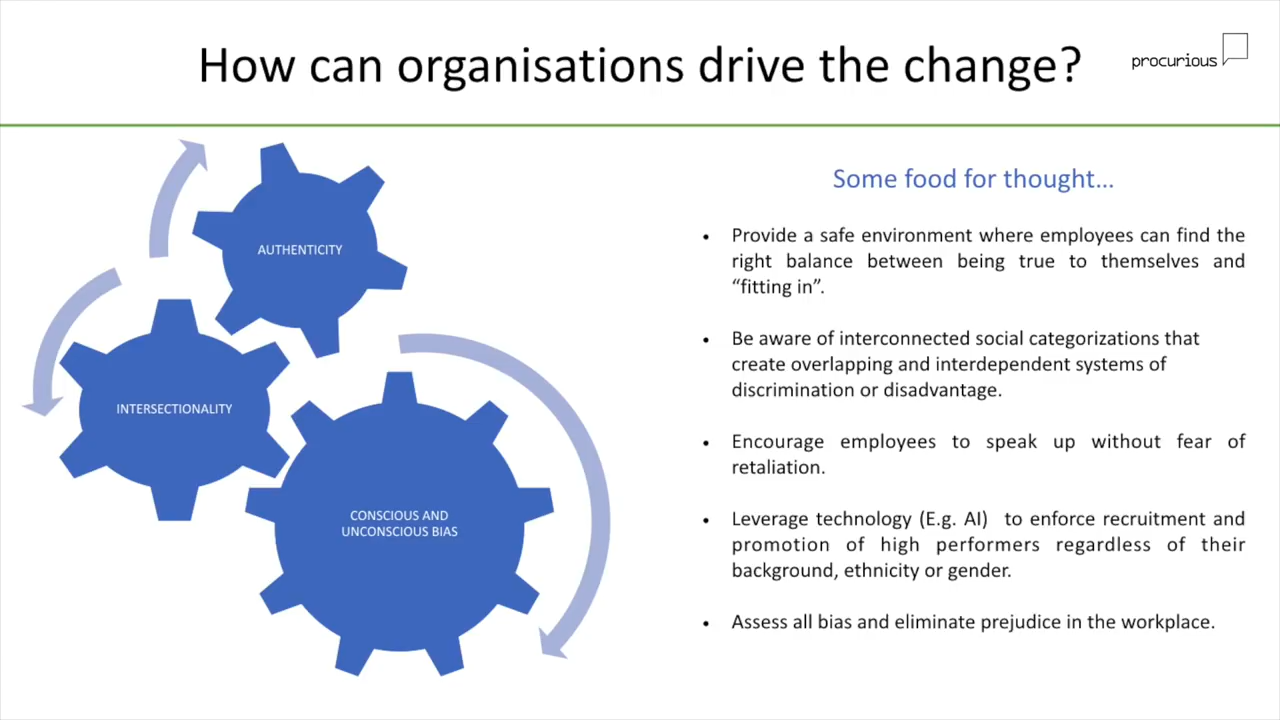 How can organisations drive the change?
procurious
AUTHENTICITY
INTERSECTIONALITY
CONSCIOUS AND
UNCONSCIOUS BIAS
Some food for thought...
• Provide a safe environment where employees can find the
right balance between being true to themselves and
“fitting in”.
• Be aware of interconnected social categorizations that
create overlapping and interdependent systems of
discrimination or disadvantage.
• Encourage employees to speak up without fear of
retaliation.
• Leverage technology (E.g. AI) to enforce recruitment and
promotion of high performers regardless of their
background, ethnicity or gender.
• Assess all bias and eliminate prejudice in the workplace.